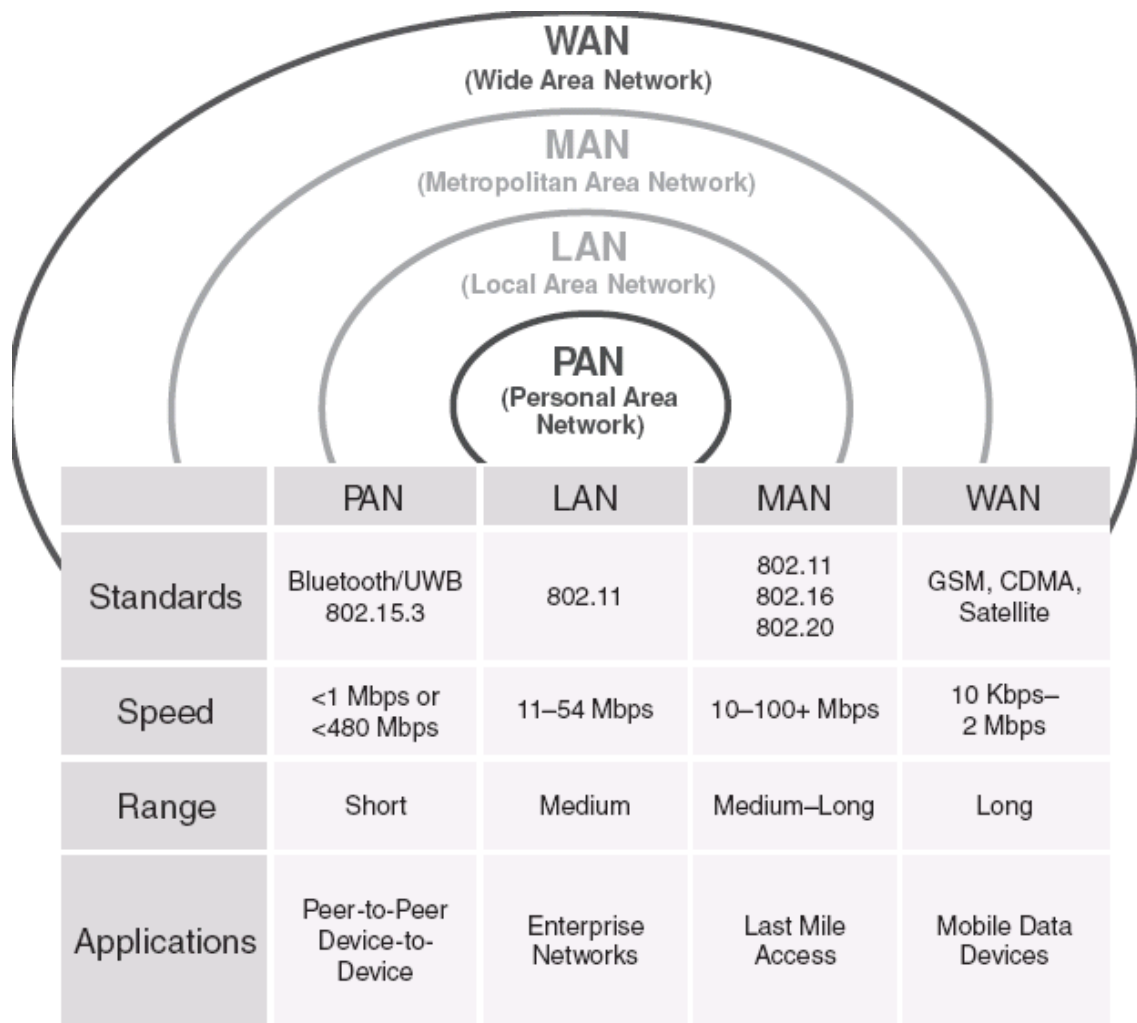 WAN
(Wide Area Network)
MAN
(Metropolitan Area Network)
LAN
(Local Area Network)
PAN
(Personal Area
Network)
PAN LAN MAN WAN
Standards
Bluetooth/UWB
802.15.3
802.11
802.11
802.16
802.20
GSM, CDMA,
Satellite
Speed
<1 Mbps or
<480 Mbps
11–54 Mbps
10–100+ Mbps
10 Kbps–
2 Mbps
Range
Short
Medium
Medium–Long
Long
Applications
Peer-to-Peer
Device-to-
Device
Enterprise
Networks
Last Mile
Access
Mobile Data
Devices